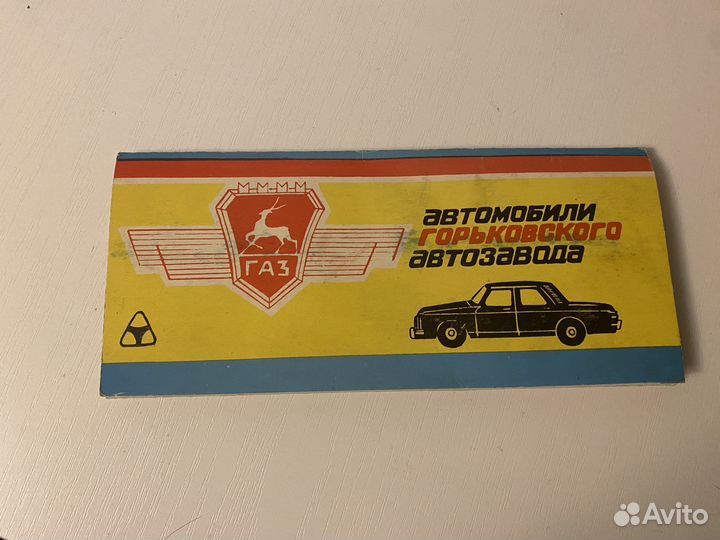 М-М-М-М
ГАЗ
автомобили
горьковского
автозавода
Avito